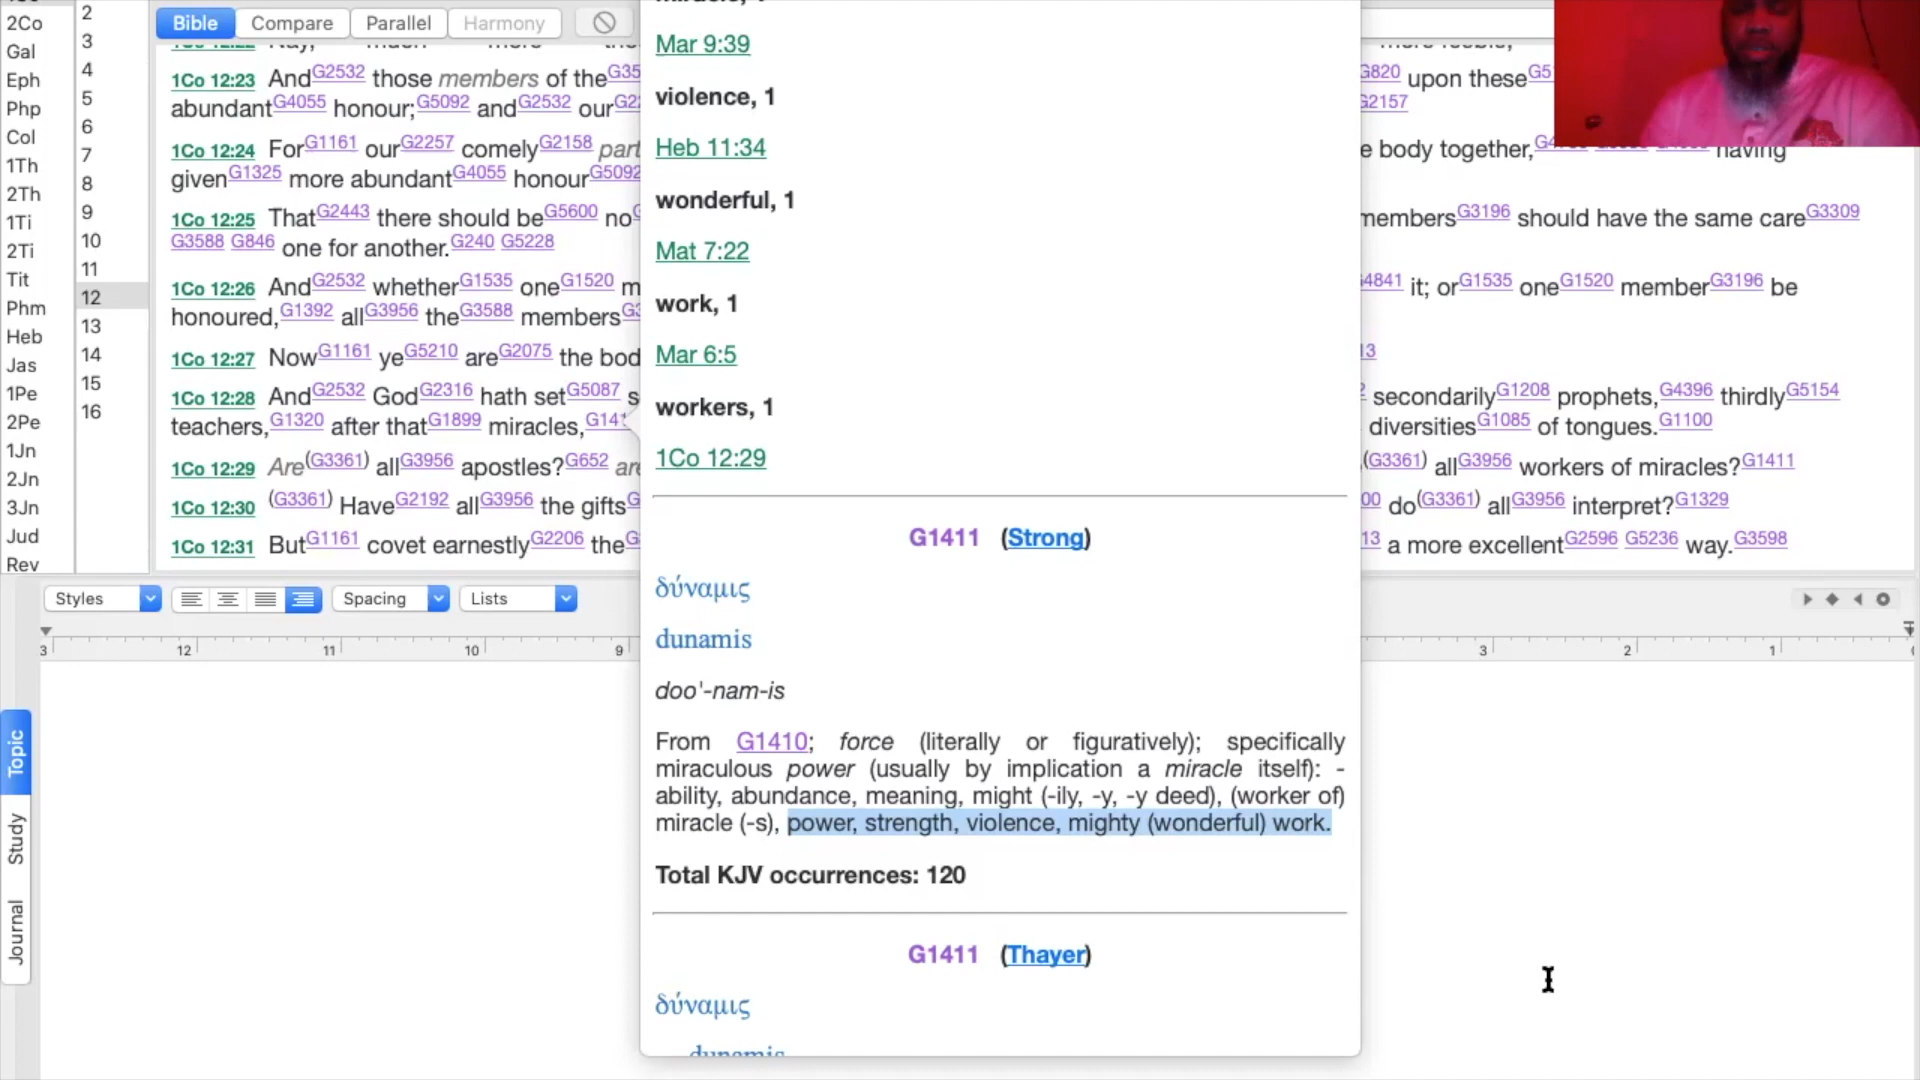 2Co
Gal
Eph
Php
Col
1Th
2Th
1Ti
2Ti
Tit
Phm
Heb
Jas
1Pe
2Pe
1Jn
2Jn
3Jn
Jud
Rev
2
3
4
5
6
7
8
9
10
11
12
13
14
15
16
Bible Compare Parallel Harmony
1Co 12:23 And G2532 those members of the G35
abundant G4055 honour; G5092 and G2532 our G22
1Co 12:24 For G1161 our G2257 comely G2158 part
given G1325 more abundant G4055 honour G5092
1Co 12:25 That G2443 there should be G5600 no
G3588 G846 one for another. G240 G5228
1Co 12:26 And G2532 whether G1535 one G1520 m
honoured, G1392 all G3956 the G3588 members G3
1Co 12:27 Now G1161 ye G5210 are G2075 the bod
1Co 12:28 And G2532 God G2316 hath set G5087 s
teachers, G1320 after that G1899 miracles, G141
1Co 12:29 Are (G3361) all G3956 apostles? G652 are
1Co 12:30 (G3361) Have G2192 all G3956 the gifts
1Co 12:31 But G1161 covet earnestly G2206 the
Mar 9:39
violence, 1
Heb 11:34
wonderful, 1
Mat 7:22
work, 1
Mar 6:5
workers, 1
1Co 12:29
G1411 (Strong)
δύναμις
dunamis
doo'-nam-is
From G1410; force (literally or figuratively); specifically
miraculous power (usually by implication a miracle itself): -
ability, abundance, meaning, might (-ily, -y, -y deed), (worker of)
miracle (-s), power, strength, violence, mighty (wonderful) work.
Total KJV occurrences: 120
G1411 (Thayer)
δύναμις
dunamis
G820 upon these G5
G2157
e body together, having
members G3196 should have the same care G3309
4841 it; or G1535 one G1520 member G3196 be
13
secondarily G1208 prophets, G4396 thirdly G5154
diversities G1085 of tongues. G1100
(G3361) all G3956 workers of miracles? G1411
00 do (G3361) all G3956 interpret? G1329
13 a more excellent G2596 G5236 way. G3598
Styles Spacing Lists
3 12 11 10 9 3 2 1
Topic
Study
Journal